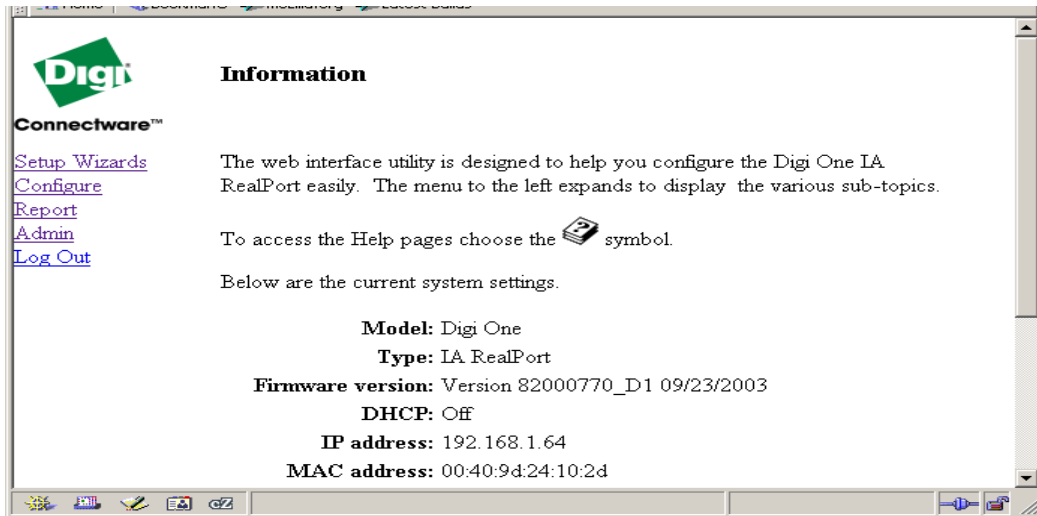 Digi
Connectware™
Setup Wizards
Configure
Report
Admin
Log Out
Information
The web interface utility is designed to help you configure the Digi One IA
RealPort easily. The menu to the left expands to display the various sub-topics.
To access the Help pages choose the symbol.
Below are the current system settings.
Model: Digi One
Type: IA RealPort
Firmware version: Version 82000770_D1 09/23/2003
DHCP: Off
IP address: 192.168.1.64
MAC address: 00:40:9d:24:10:2d